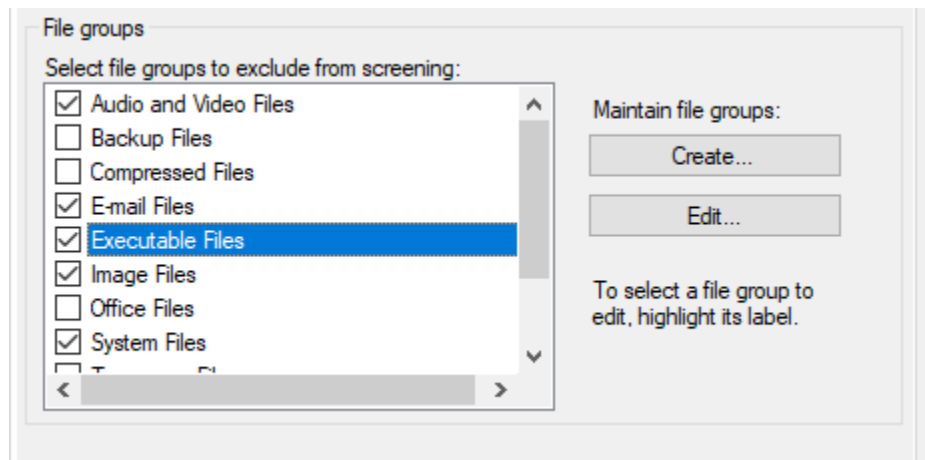 File groups
Select file groups to exclude from screening:
Audio and Video Files
Backup Files
Compressed Files
E-mail Files
Executable Files
Image Files
Office Files
System Files
Maintain file groups:
Create...
Edit...
To select a file group to
edit, highlight its label.